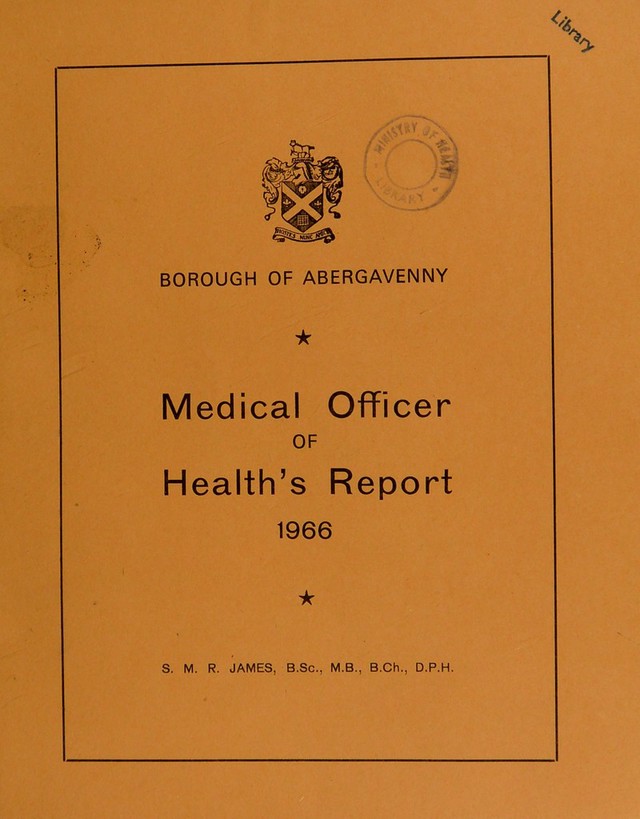 Library
MINISTRY OF HEALTH
LIBRARY
BOROUGH OF ABERGAVENNY
Medical Officer
OF
Health's Report
1966
S. M. R. JAMES, B.Sc., M.B., B.Ch., D.P.H.